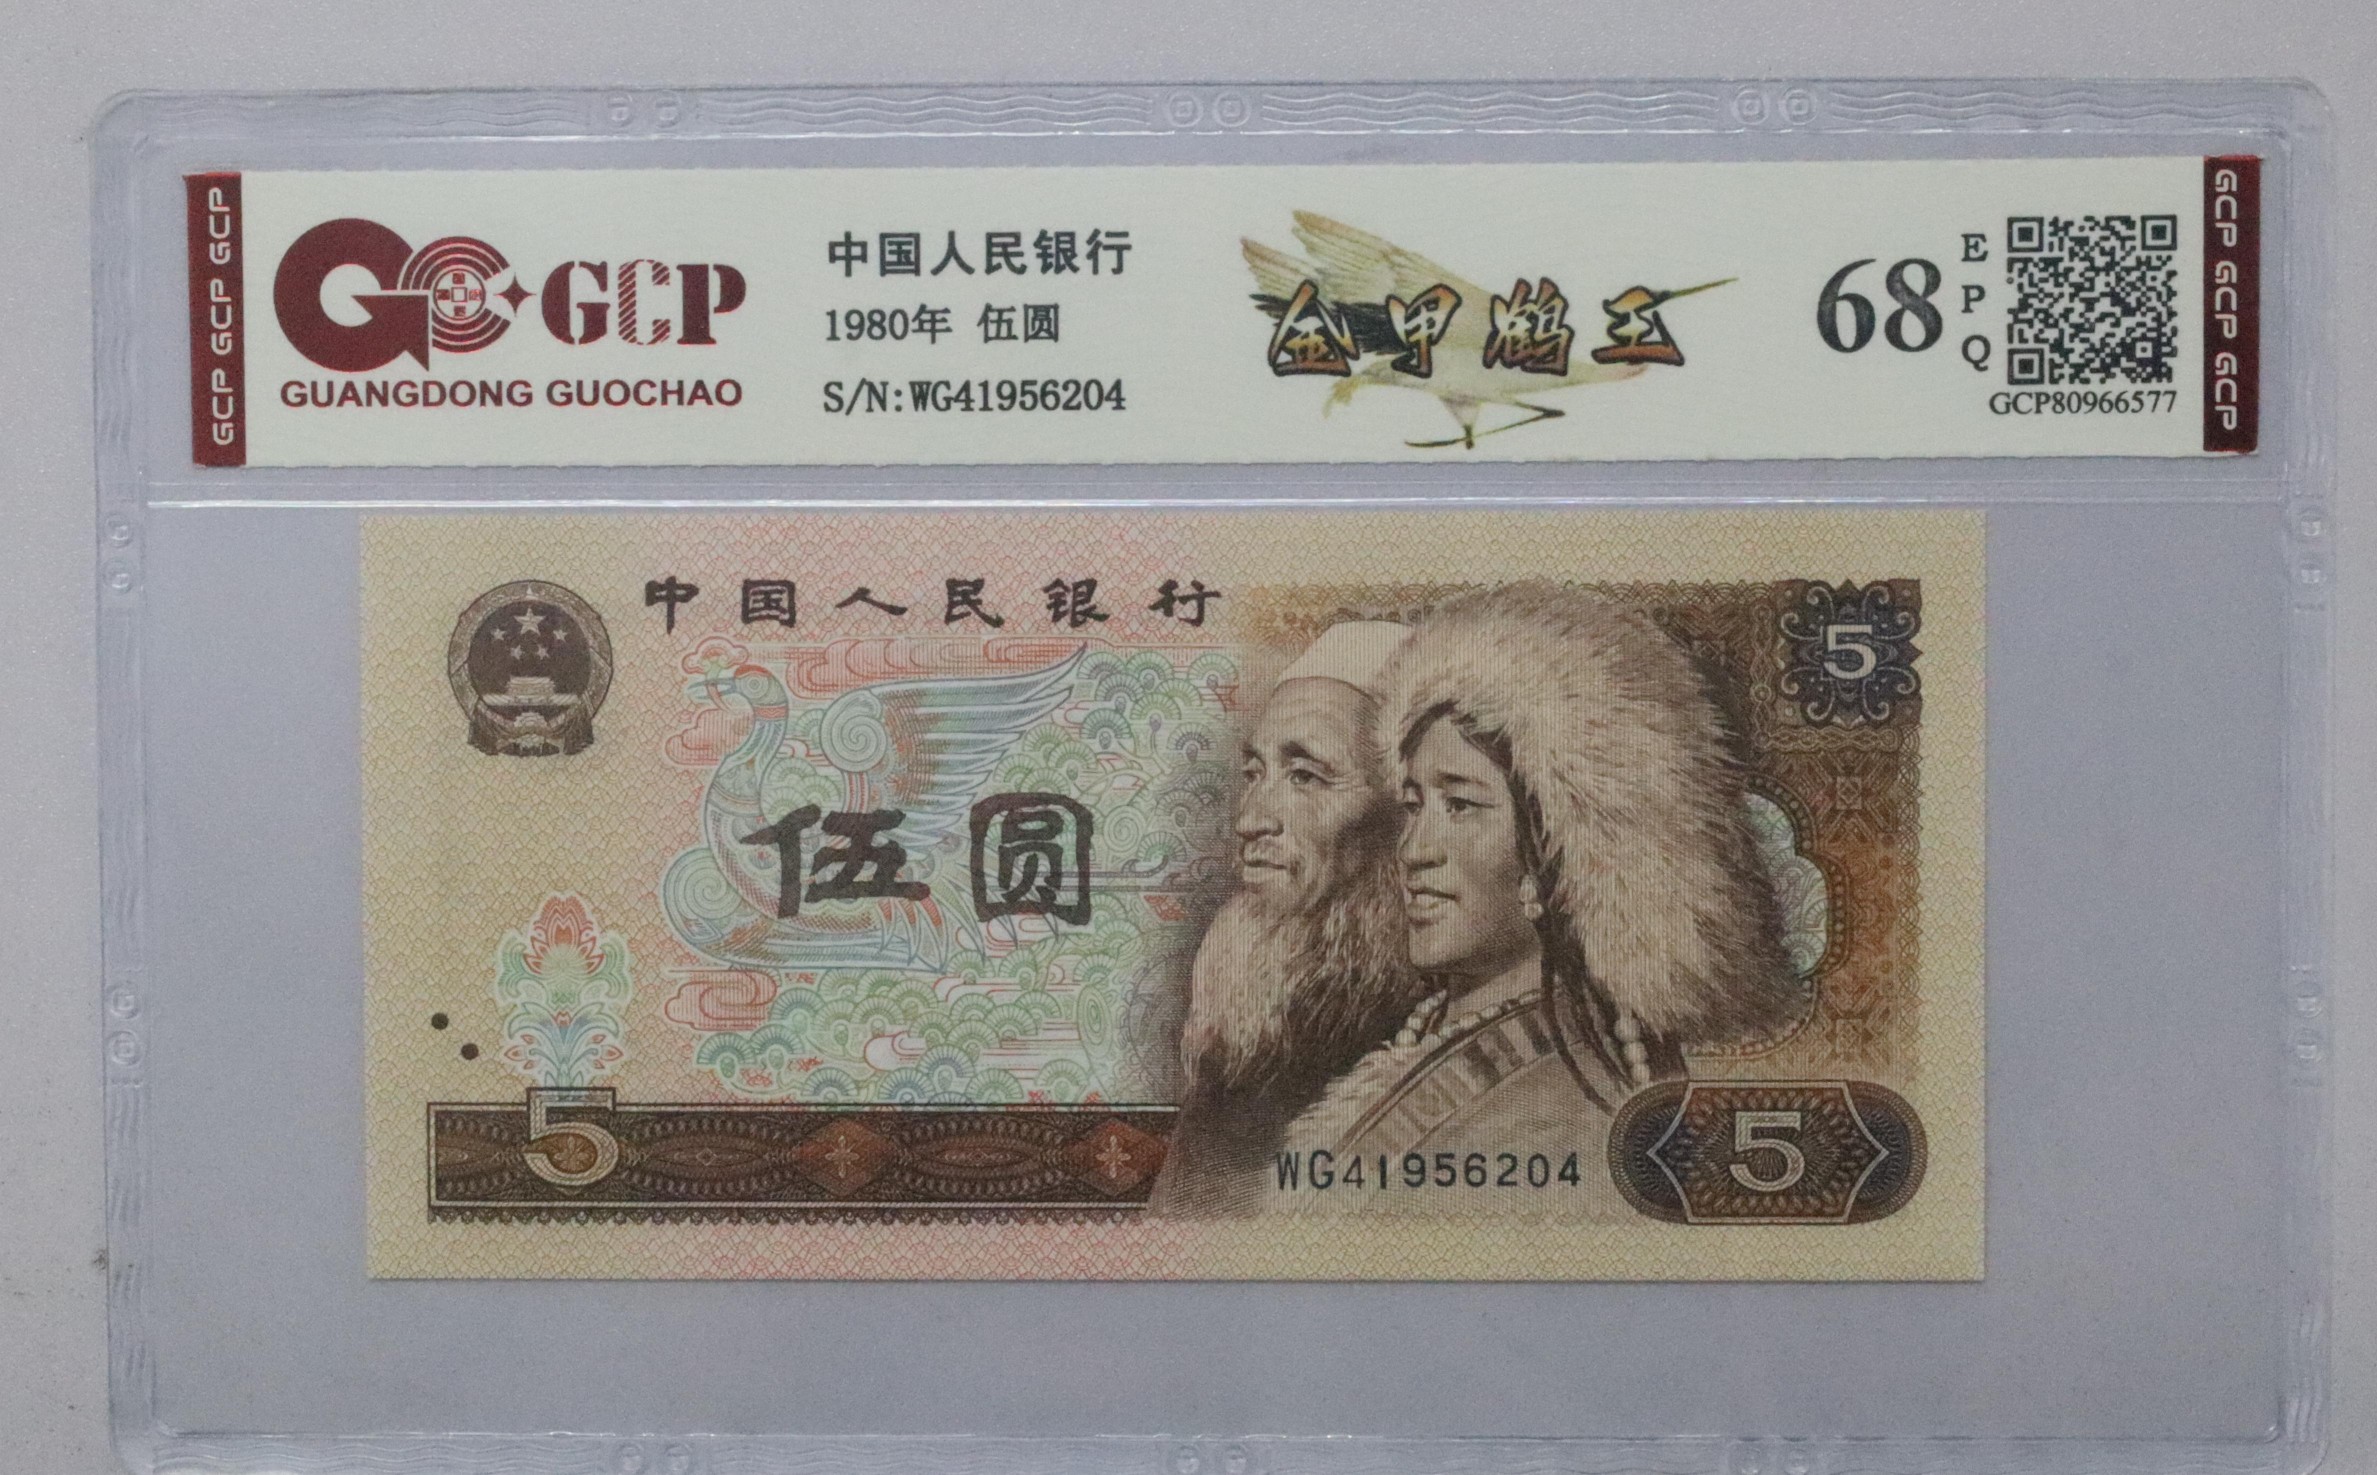 GCP GCP GCP
GCP
GUANGDONG GUOCHAO
中国人民银行
1980年 伍圆
S/N:WG41956204
金甲鹤王
68
EPQ
GCP80966577
GCP GCP GCP
中国人民银行
5
伍圆
5
WG41956204
5